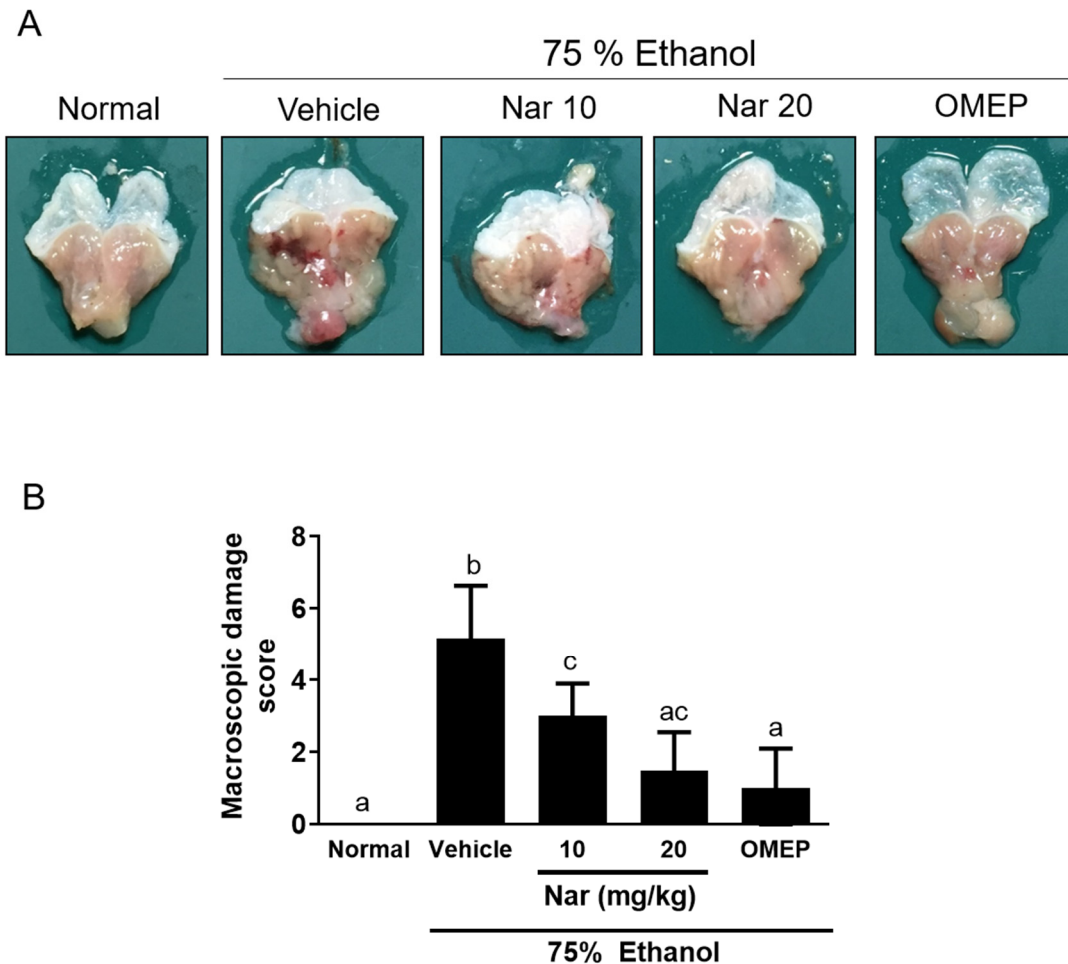 A
75 % Ethanol
Normal Vehicle Nar 10 Nar 20 OMEP
B
Macroscopic damage
score
8
6
4
2
0
a b c ac a
Normal Vehicle 10 20 OMEP
Nar (mg/kg)
75% Ethanol